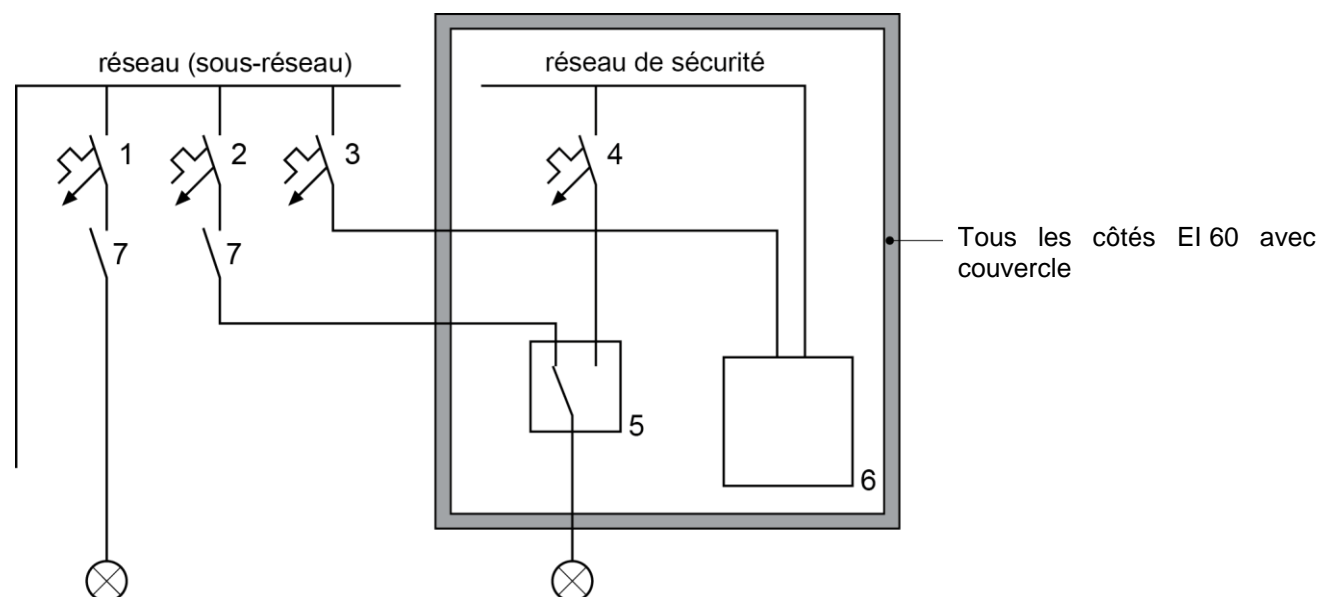 réseau (sous-réseau)
réseau de sécurité
1
2
3
4
7
7
Tous les côtés EI 60 avec
couvercle
5
6